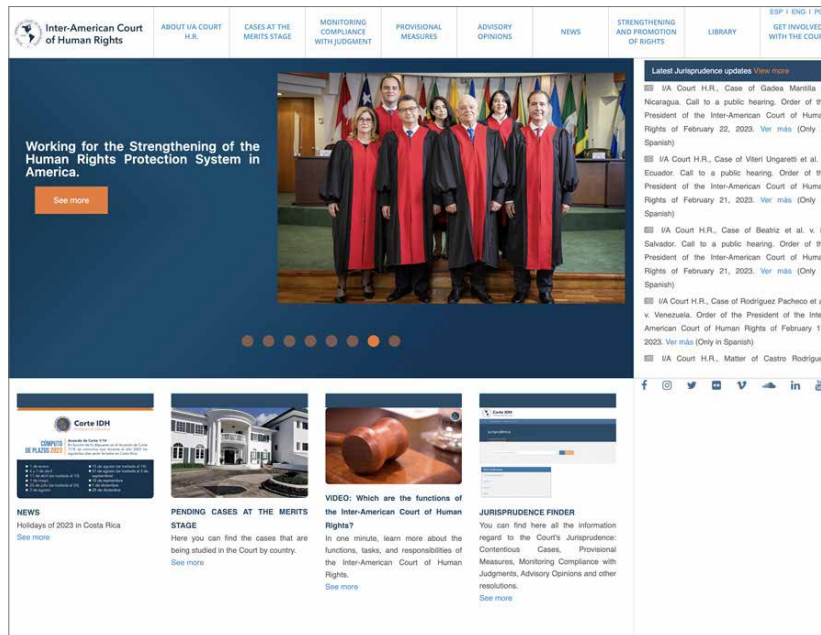 Inter-American Court
of Human Rights
ABOUT I/A COURT
H.R.
CASES AT THE
MERITS STAGE
MONITORING
COMPLIANCE
WITH JUDGMENT
PROVISIONAL
MEASURES
ADVISORY
OPINIONS
NEWS
STRENGTHENING
AND PROMOTION
OF RIGHTS
LIBRARY
ESP I ENG I PO
GET INVOLVED
WITH THE COUR
Working for the Strengthening of the
Human Rights Protection System in
America.
See more
Latest Jurisprudence updates View more
I/A Court H.R., Case of Gadea Mantilla
Nicaragua. Call to a public hearing. Order of th
President of the Inter-American Court of Huma
Rights of February 22, 2023. Ver más (Only
Spanish)
I/A Court H.R., Case of Viteri Ungaretti et al.
Ecuador. Call to a public hearing. Order of th
President of the Inter-American Court of Huma
Rights of February 21, 2023. Ver más (Only
Spanish)
I/A Court H.R., Case of Beatriz et al. v.
Salvador. Call to a public hearing. Order of th
President of the Inter-American Court of Huma
Rights of February 21, 2023. Ver más (Only
Spanish)
I/A Court H.R., Case of Rodríguez Pacheco et a
v. Venezuela. Order of the President of the Inte
American Court of Human Rights of February 1
2023. Ver más (Only in Spanish)
I/A Court H.R., Matter of Castro Rodrígue
Corte IDH
CÓMPUTO
DE PLAZOS 2023
Acuerdo de Corte 1/19
NEWS
Holidays of 2023 in Costa Rica
See more
PENDING CASES AT THE MERITS
STAGE
Here you can find the cases that are
being studied in the Court by country.
See more
VIDEO: Which are the functions of
the Inter-American Court of Human
Rights?
In one minute, learn more about the
functions, tasks, and responsibilities of
the Inter-American Court of Human
Rights.
See more
Corte IDH
Jurisprudencia
JURISPRUDENCE FINDER
You can find here all the information
regard to the Court's Jurisprudence:
Contentious Cases, Provisional
Measures, Monitoring Compliance with
Judgments, Advisory Opinions and other
resolutions.
See more